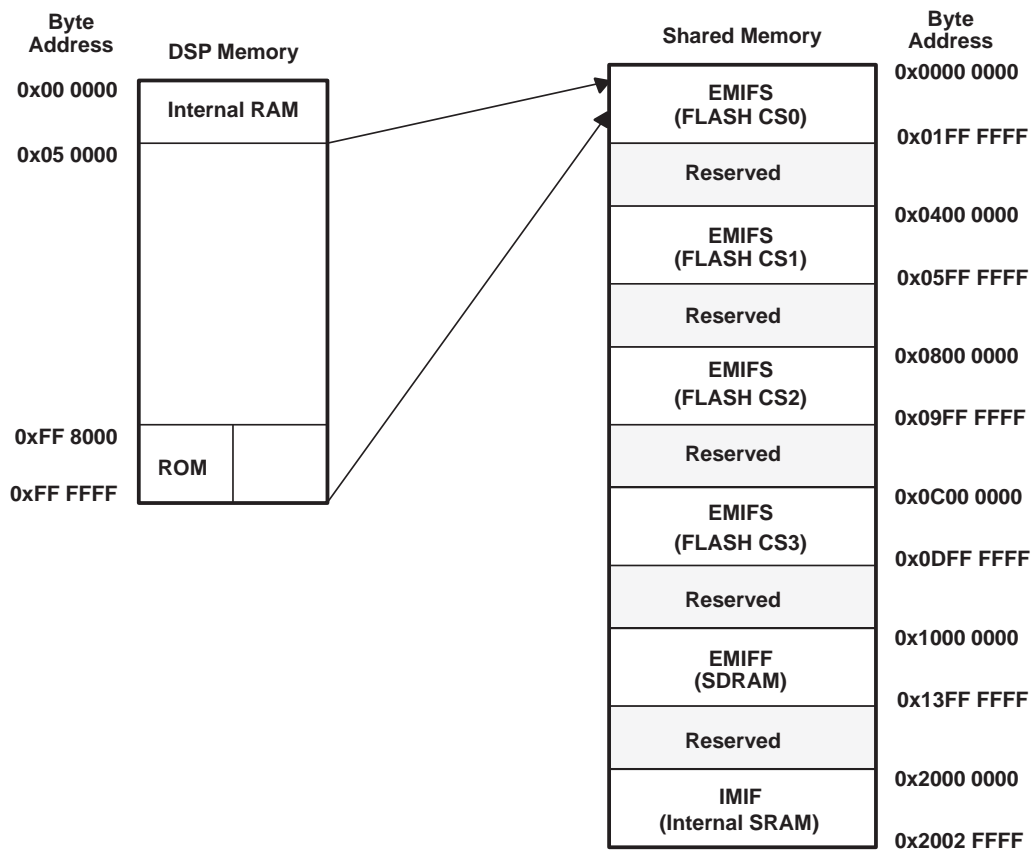 Byte
Address
DSP Memory
0x00 0000
Internal RAM
0x05 0000
0xFF 8000
ROM
0xFF FFFF
Shared Memory
Byte
Address
0x0000 0000
EMIFS
(FLASH CS0)
0x01FF FFFF
Reserved
0x0400 0000
EMIFS
(FLASH CS1)
0x05FF FFFF
Reserved
0x0800 0000
EMIFS
(FLASH CS2)
0x09FF FFFF
Reserved
0x0C00 0000
EMIFS
(FLASH CS3)
0x0DFF FFFF
Reserved
0x1000 0000
EMIFF
(SDRAM)
0x13FF FFFF
Reserved
0x2000 0000
IMIF
(Internal SRAM)
0x2002 FFFF